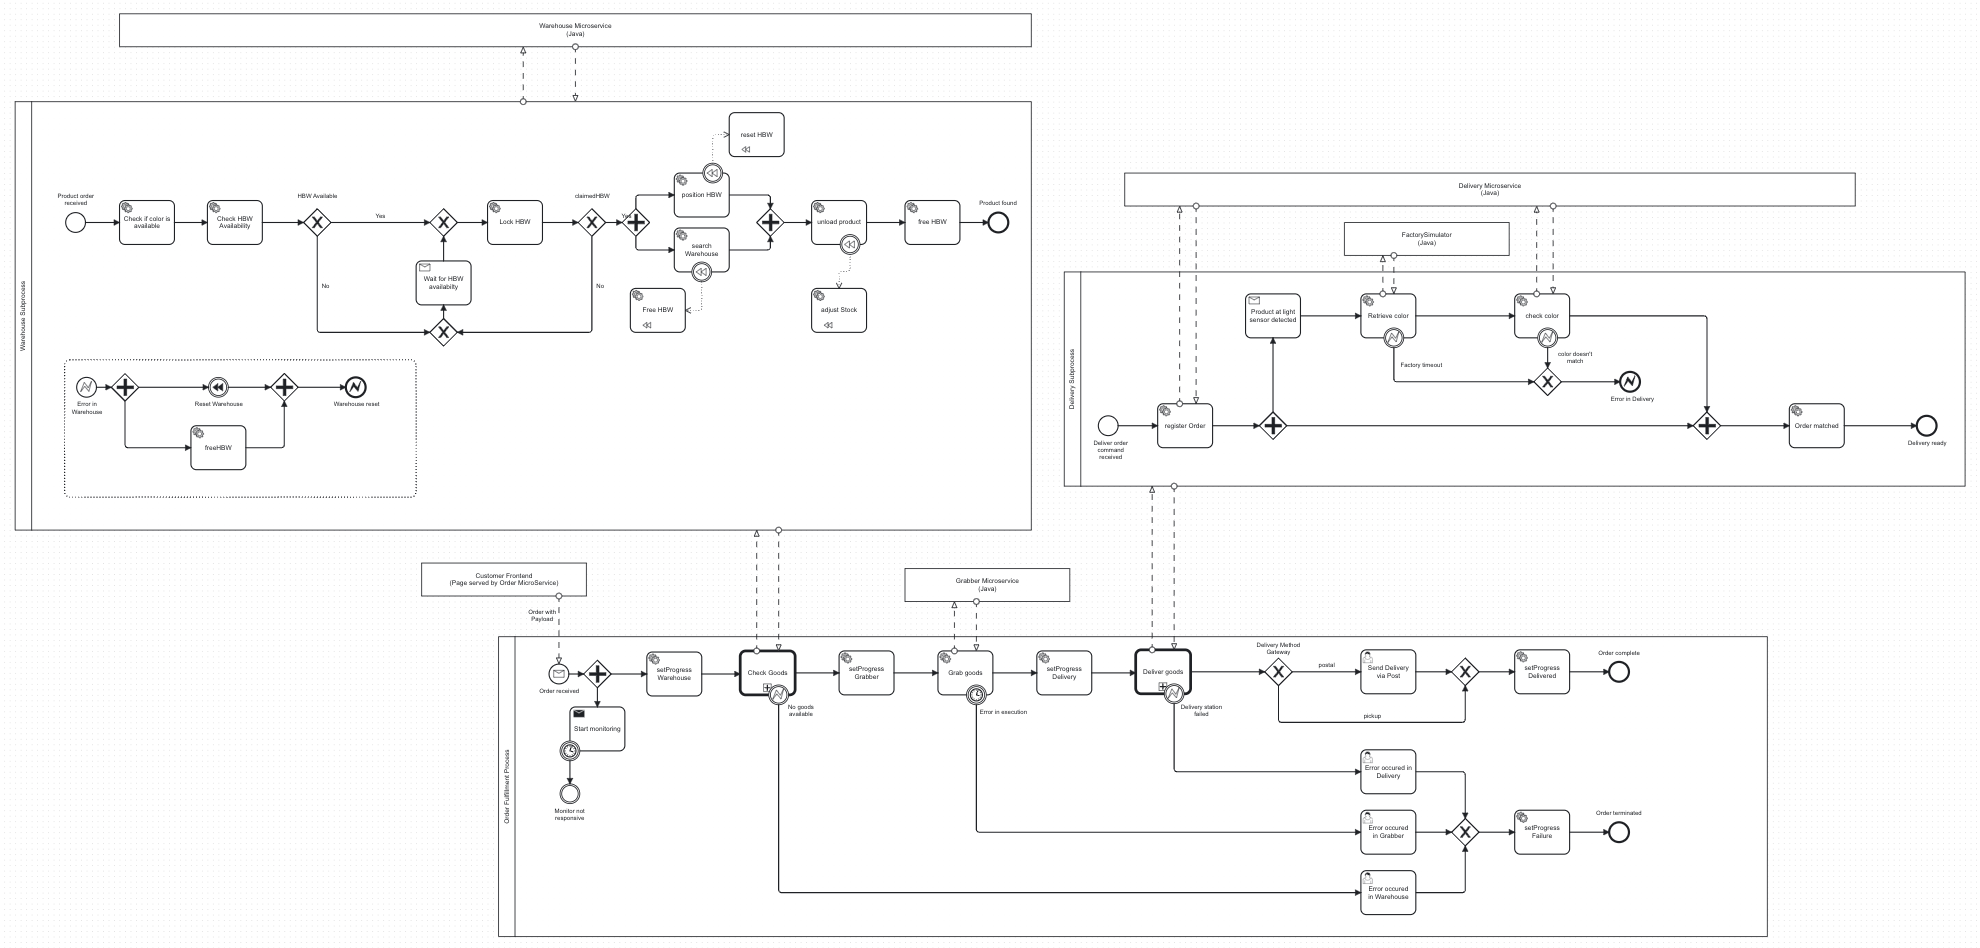 Warehouse Microservice
(Java)
Warehouse Subprocess
Product order
received
Check if color is
available
Check HBW
Availability
HBW Available
Yes
No
Wait for HBW
availabilty
Lock HBW
claimedHBW
Yes
No
position HBW
reset HBW
search
Warehouse
Free HBW
unload product
adjust Stock
free HBW
Product found
Error in
Warehouse
Reset Warehouse
freeHBW
Warehouse reset
Delivery Microservice
(Java)
FactorySimulator
(Java)
Delivery Subprocess
Deliver order
command
received
register Order
Product at light
sensor detected
Retrieve color
Factory timeout
check color
color doesn't
match
Error in Delivery
Order matched
Delivery ready
Customer Frontend
(Page served by Order MicroService)
Order with
Payload
Grabber Microservice
(Java)
Order Fulfillment Process
Order received
Start monitoring
Monitor not
responsive
setProgress
Warehouse
Check Goods
No goods
available
setProgress
Grabber
Grab goods
Error in execution
setProgress
Delivery
Deliver goods
Delivery station
failed
Delivery Method
Gateway
postal
pickup
Send Delivery
via Post
setProgress
Delivered
Order complete
Error occured in
Delivery
Error occured
in Grabber
Error occured
in Warehouse
setProgress
Failure
Order terminated